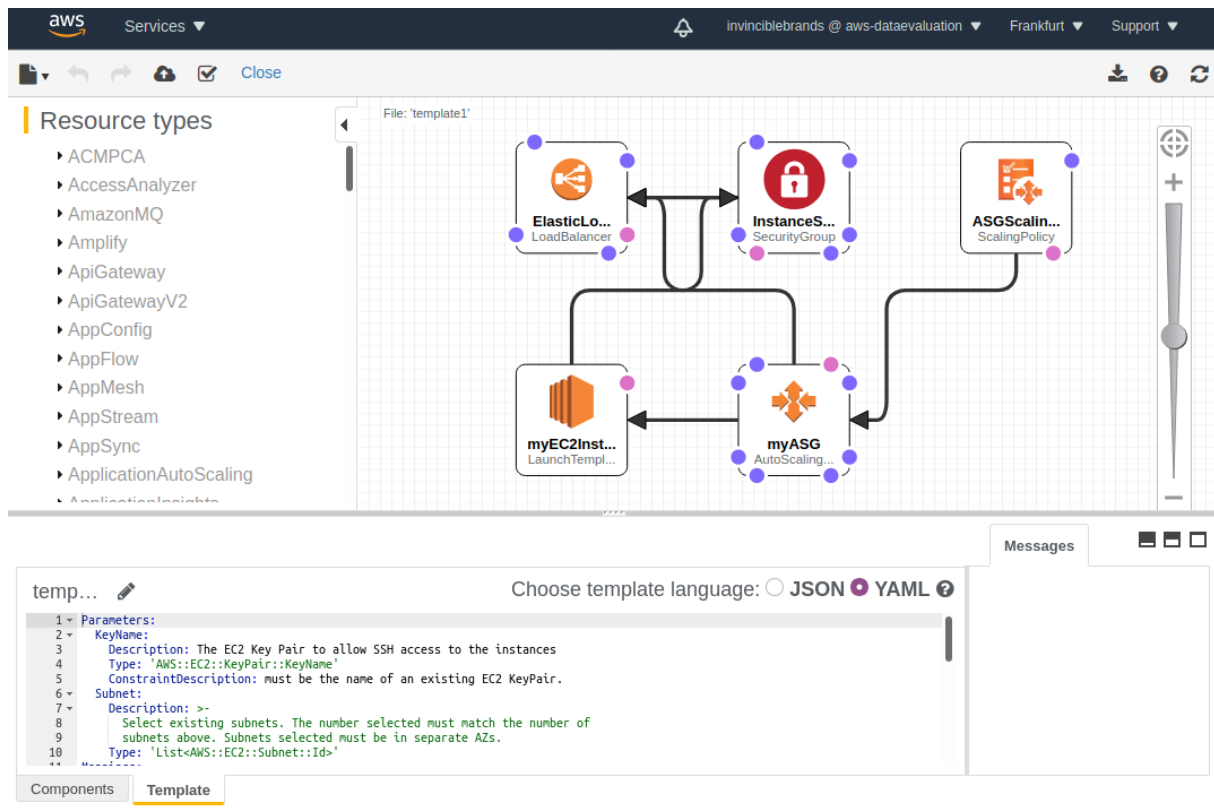 aws
Services
invinciblebrands @ aws-dataevaluation
Frankfurt
Support
Close
Resource types
ACMPCA
AccessAnalyzer
AmazonMQ
Amplify
ApiGateway
ApiGatewayV2
AppConfig
AppFlow
AppMesh
AppStream
AppSync
ApplicationAutoScaling
ApplicationInsights
File: 'template1'
ElasticLo...
LoadBalancer
InstanceS...
SecurityGroup
ASGScalin...
ScalingPolicy
myEC2Inst...
LaunchTempl...
myASG
AutoScaling...
Messages
temp...
Choose template language: JSON YAML
1 Parameters:
2 KeyName:
3 Description: The EC2 Key Pair to allow SSH access to the instances
4 Type: 'AWS::EC2::KeyPair::KeyName'
5 ConstraintDescription: must be the name of an existing EC2 KeyPair.
6 Subnet:
7 Description: >-
8 Select existing subnets. The number selected must match the number of
9 subnets above. Subnets selected must be in separate AZs.
10 Type: 'List<AWS::EC2::Subnet::Id>'
11
Components
Template